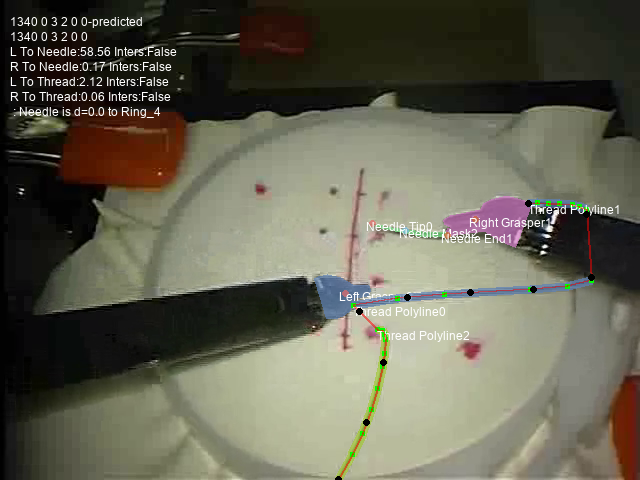 1340 0 3 2 0 0-predicted
1340 0 3 2 0 0
L To Needle:58.56 Inters:False
R To Needle:0.17 Inters:False
L To Thread:2.12 Inters:False
R To Thread:0.06 Inters:False
: Needle is d=0.0 to Ring_4
Thread Polyline1
Right Grasper1
Needle Tip0
Needle Mask2
Needle End1
Thread Polyline0
Thread Polyline2